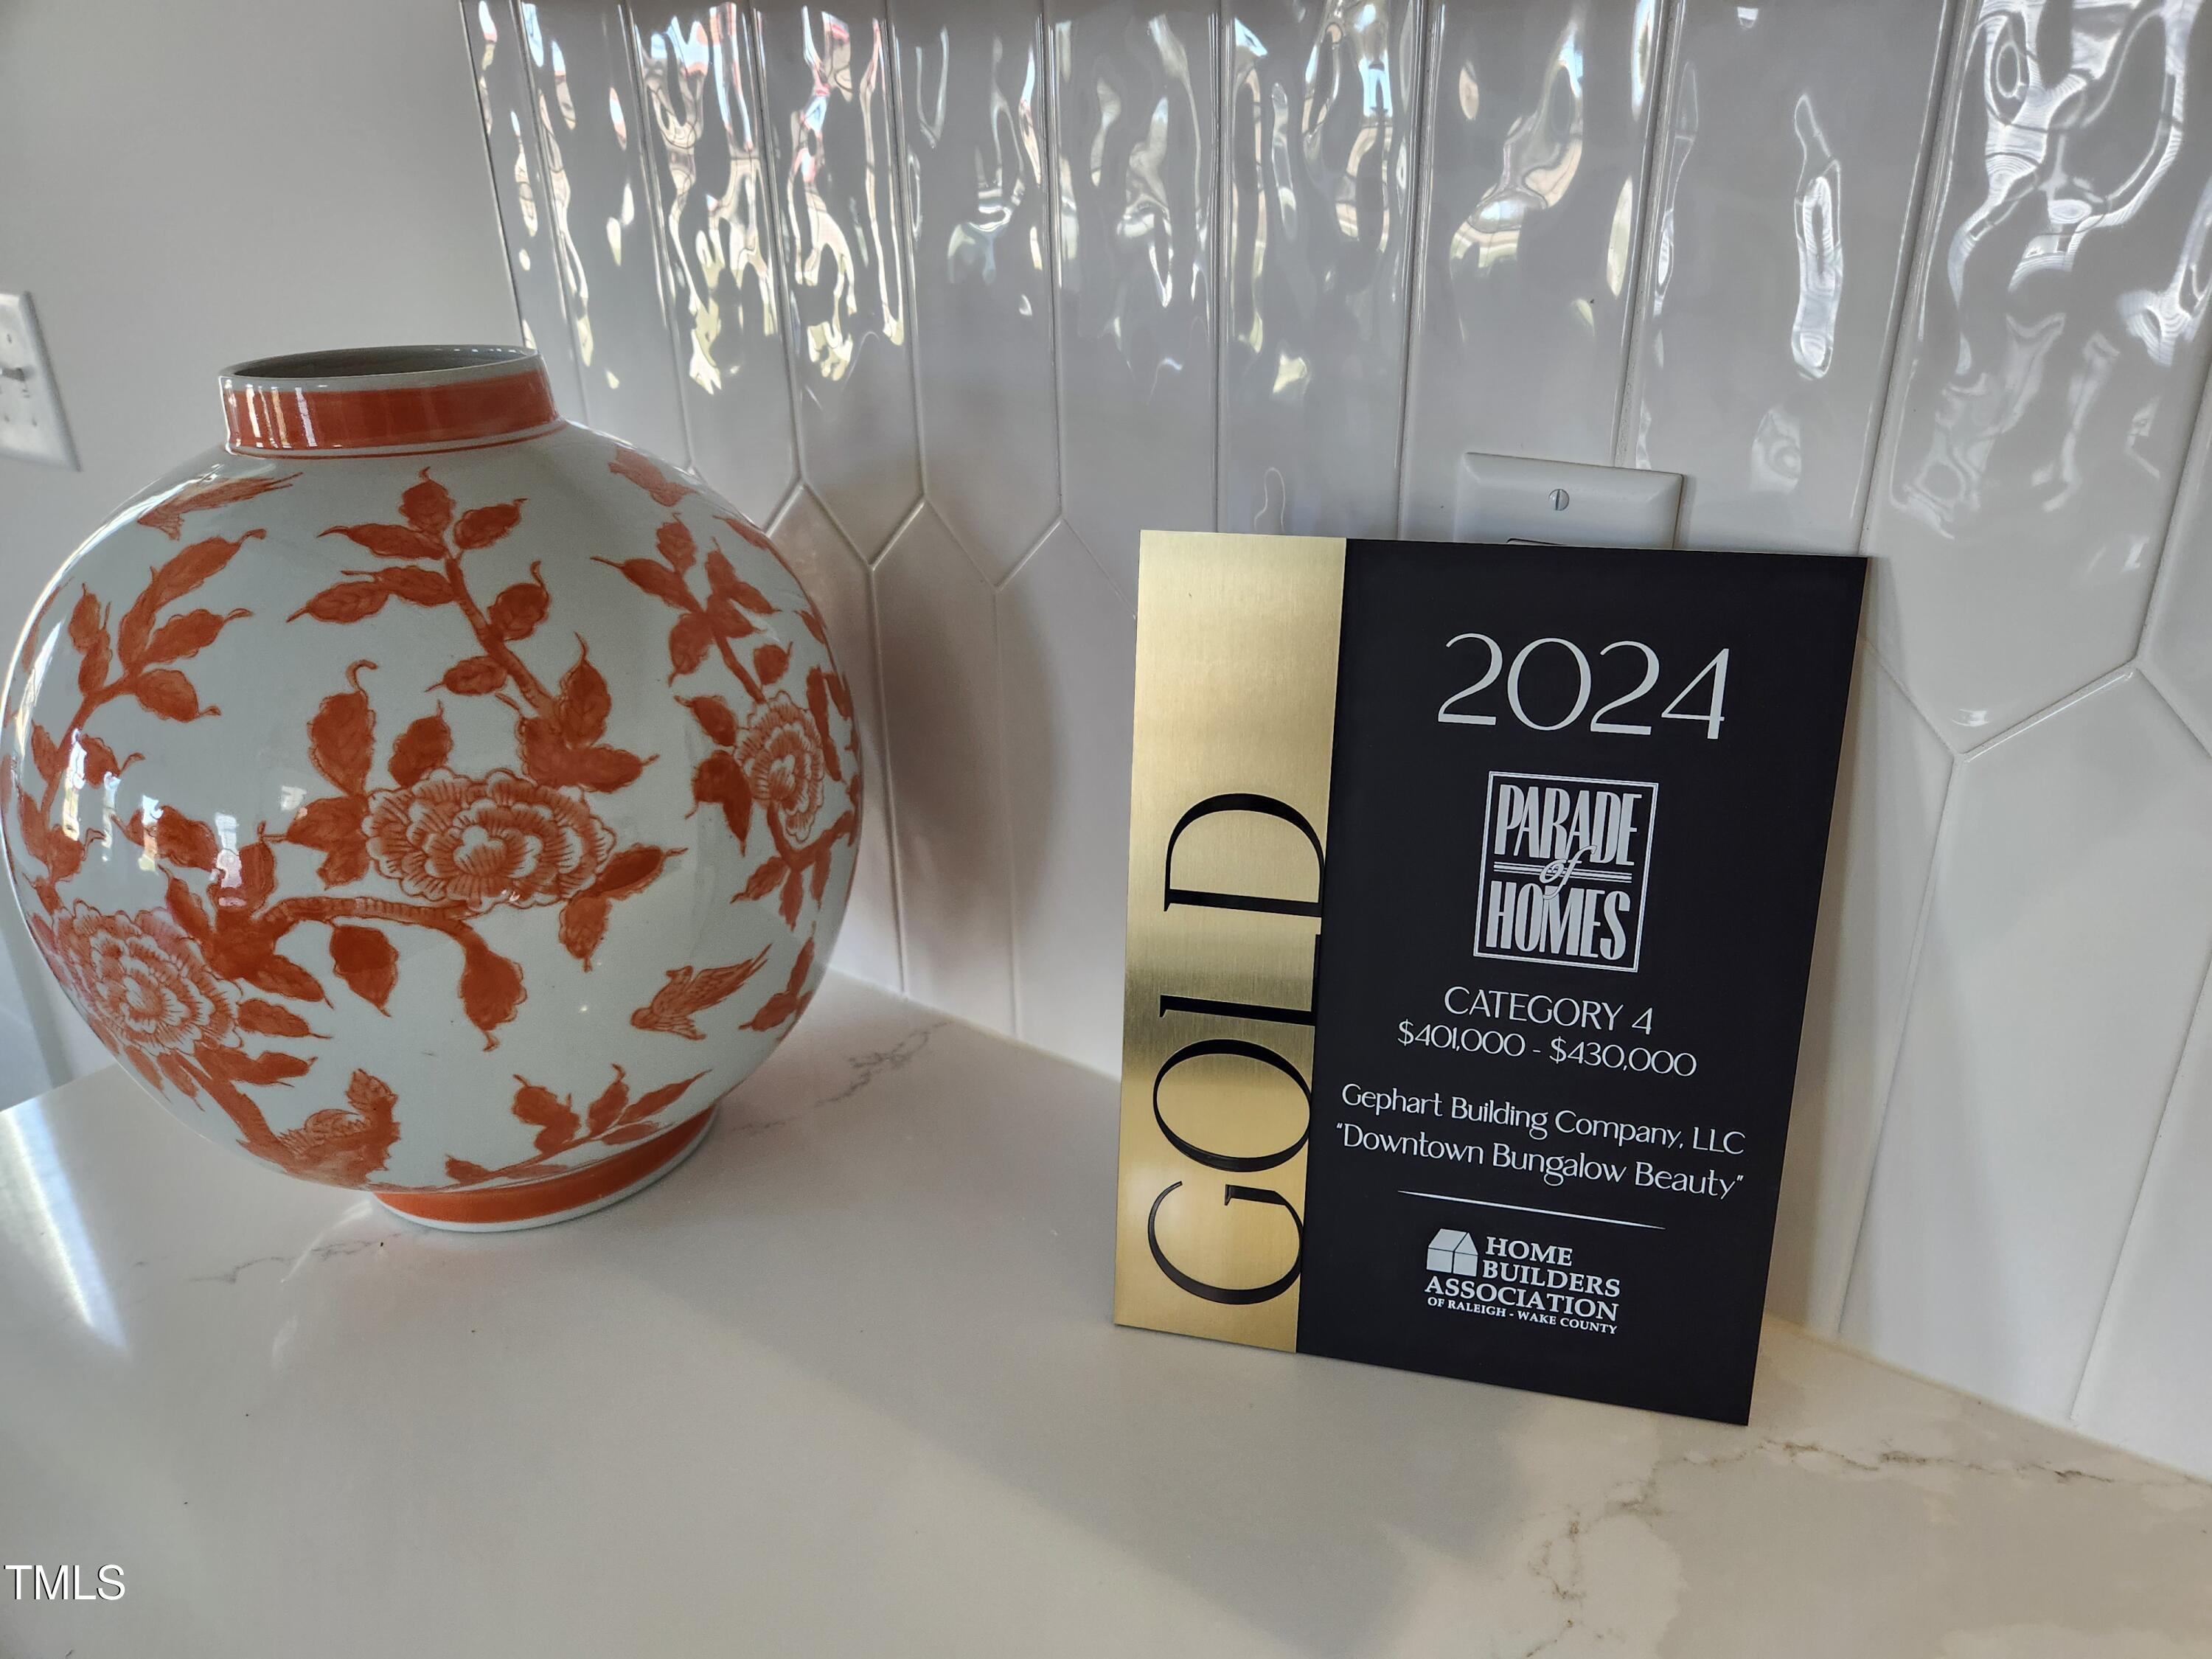 GOLD
2024
PARADE
of
HOMES
CATEGORY 4
$401,000 - $430,000
Gephart Building Company, LLC
"Downtown Bungalow Beauty"
HOME
BUILDERS
ASSOCIATION
OF RALEIGH - WAKE COUNTY
TMLS